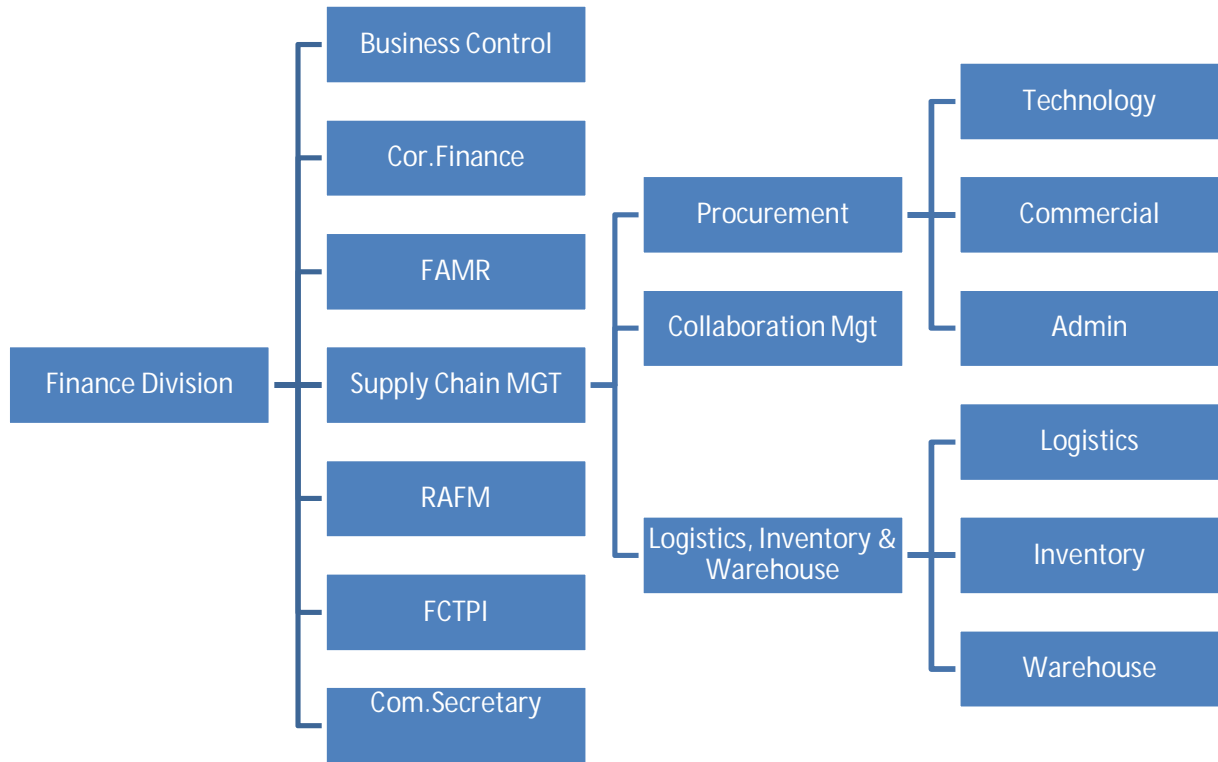 Finance Division
Business Control
Cor.Finance
FAMR
Supply Chain MGT
RAFM
FCTPI
Com.Secretary
Procurement
Collaboration Mgt
Logistics, Inventory &
Warehouse
Technology
Commercial
Admin
Logistics
Inventory
Warehouse